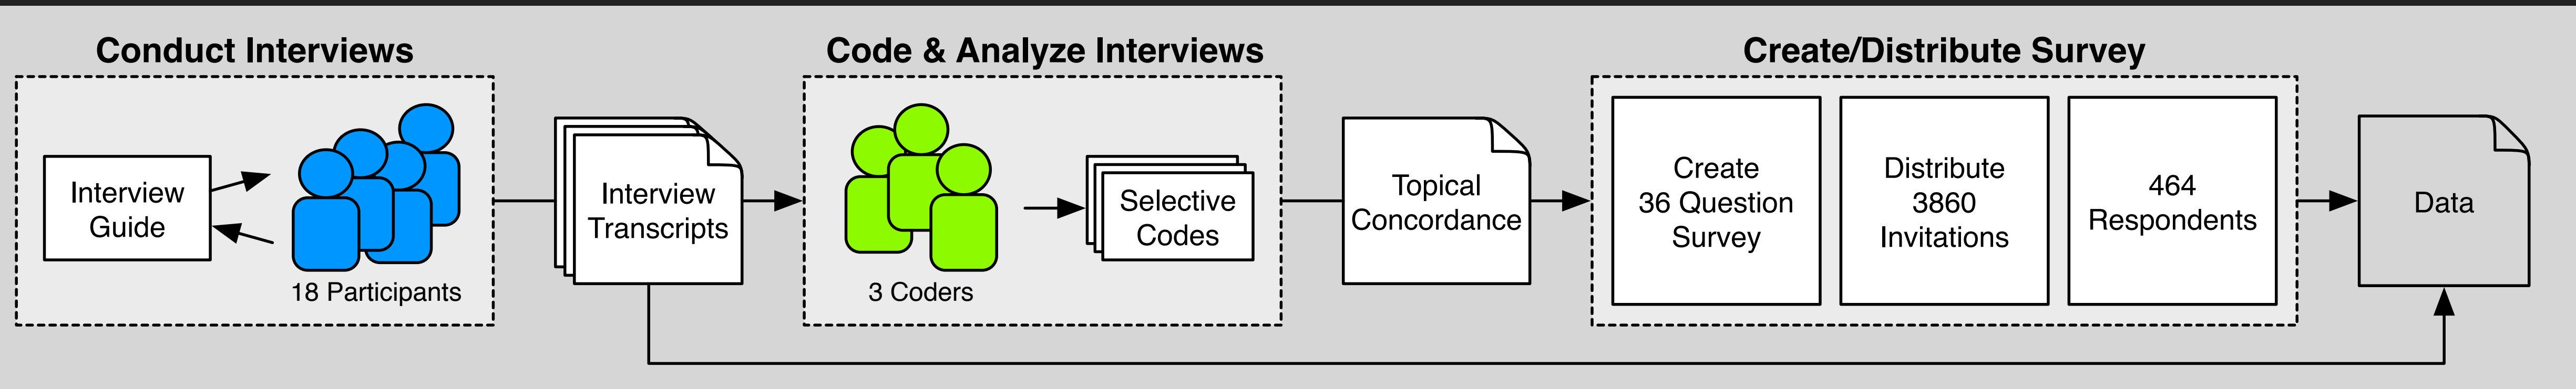 Conduct Interviews
Interview
Guide
18 Participants
Interview
Transcripts
Code & Analyze Interviews
3 Coders
Selective
Codes
Topical
Concordance
Create/Distribute Survey
Create
36 Question
Survey
Distribute
3860
Invitations
464
Respondents
Data